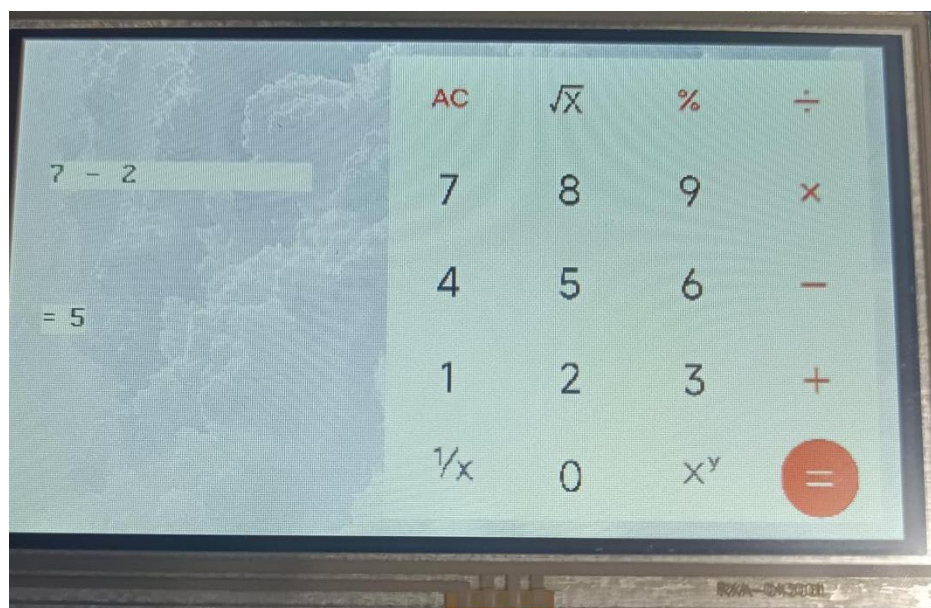 7 - 2
= 5
AC √X % ÷
7 8 9 ×
4 5 6 −
1 2 3 +
1/x 0 Xʸ =